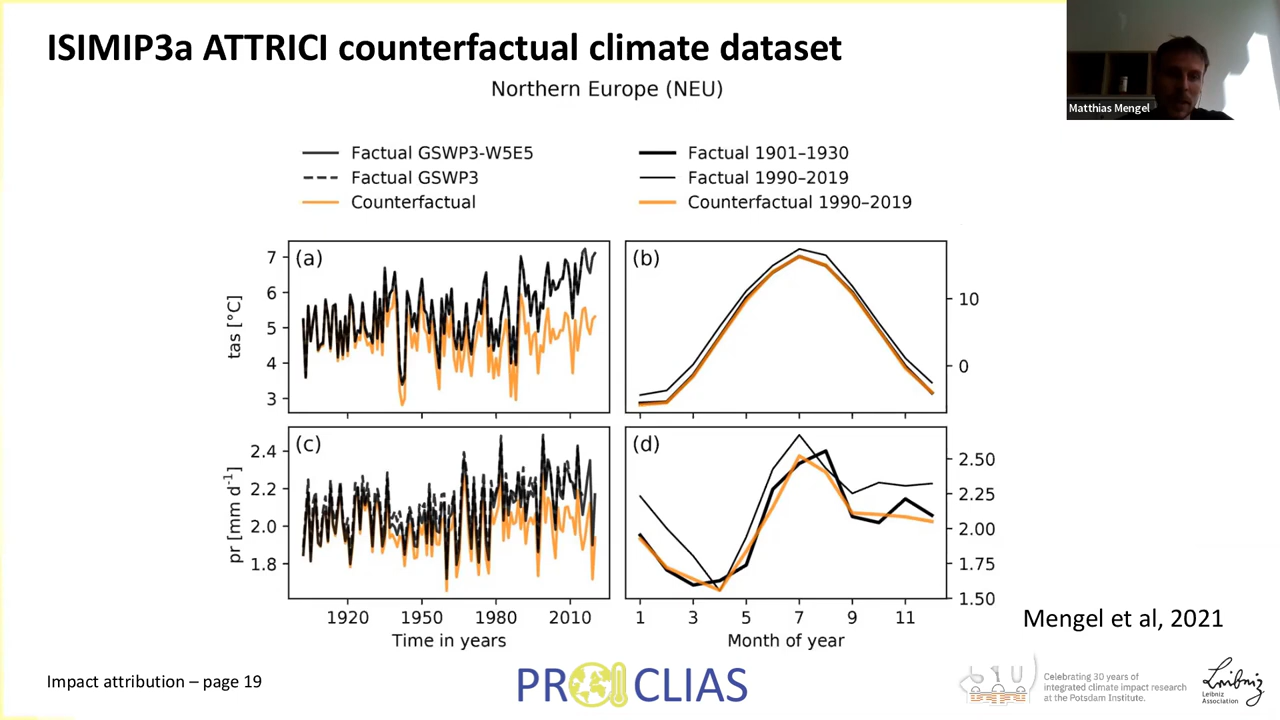 ISIMIP3a ATTRICI counterfactual climate dataset
Matthias Mengel
Northern Europe (NEU)
Factual GSWP3-W5E5
Factual GSWP3
Counterfactual
Factual 1901–1930
Factual 1990–2019
Counterfactual 1990–2019
(a)
7
6
5
4
3
tas [°C]
(b)
10
0
(c)
2.4
2.2
2.0
1.8
pr [mm d⁻¹]
1920 1950 1980 2010
Time in years
(d)
2.50
2.25
2.00
1.75
1.50
1 3 5 7 9 11
Month of year
Mengel et al, 2021
Impact attribution – page 19
PROCLIAS
Celebrating 30 years of
integrated climate impact research
at the Potsdam Institute.
Leibniz
Leibniz
Association